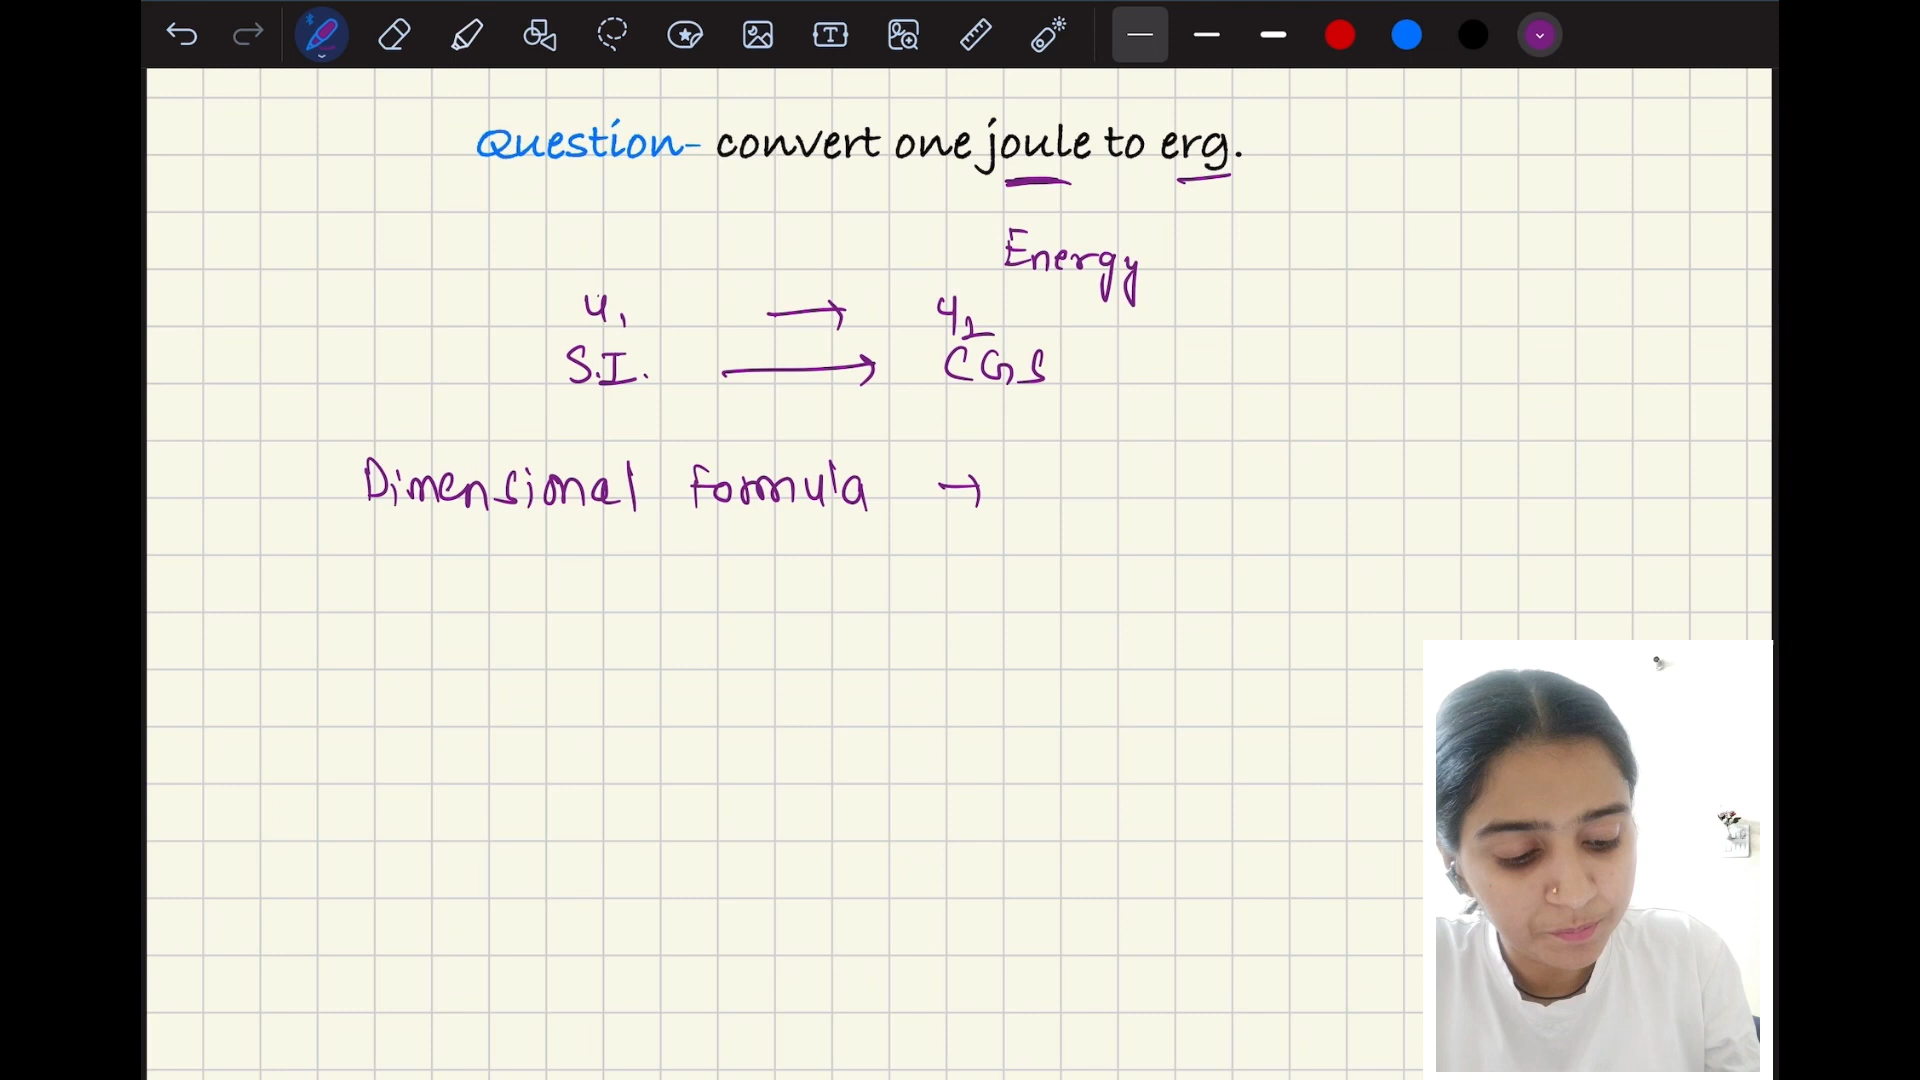 Question- convert one joule to erg.
Energy
u₁ → u₂
S.I. → CGS
Dimensional formula →